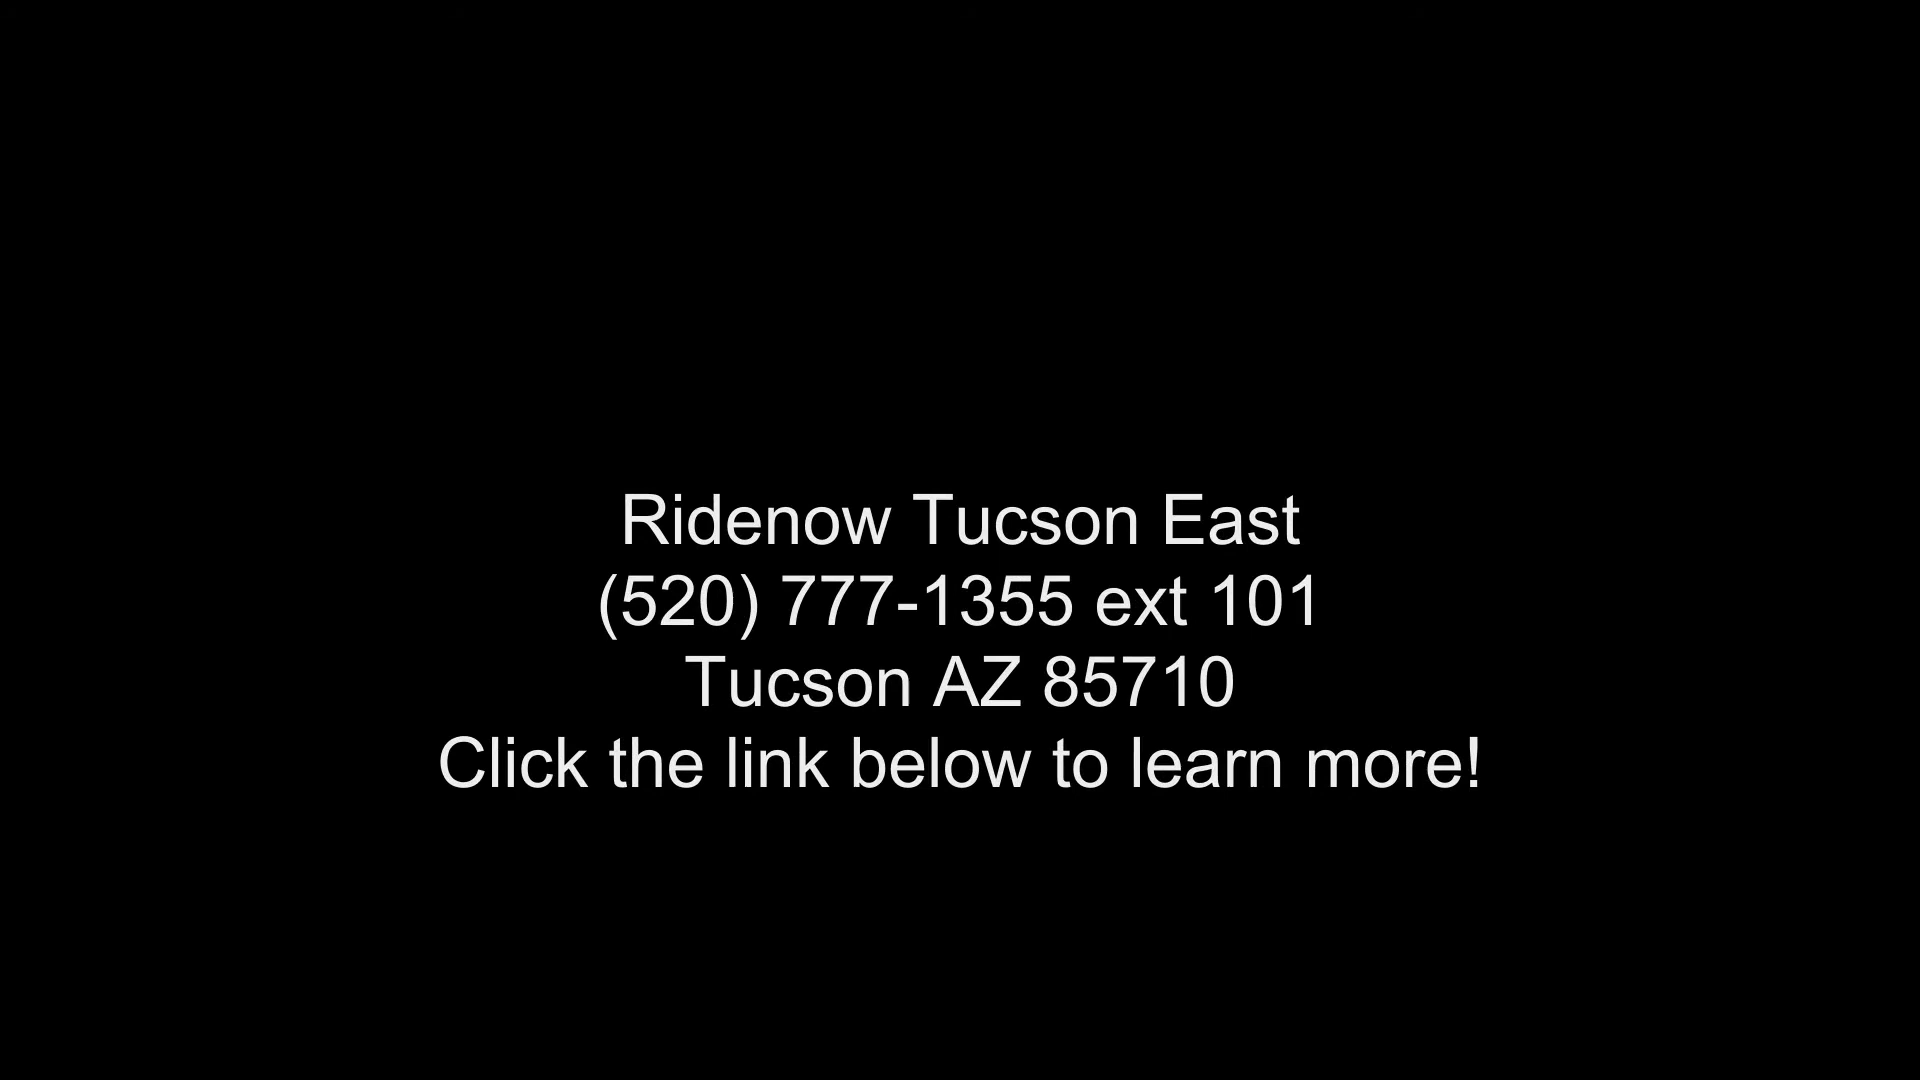 Ridenow Tucson East
(520) 777-1355 ext 101
Tucson AZ 85710
Click the link below to learn more!